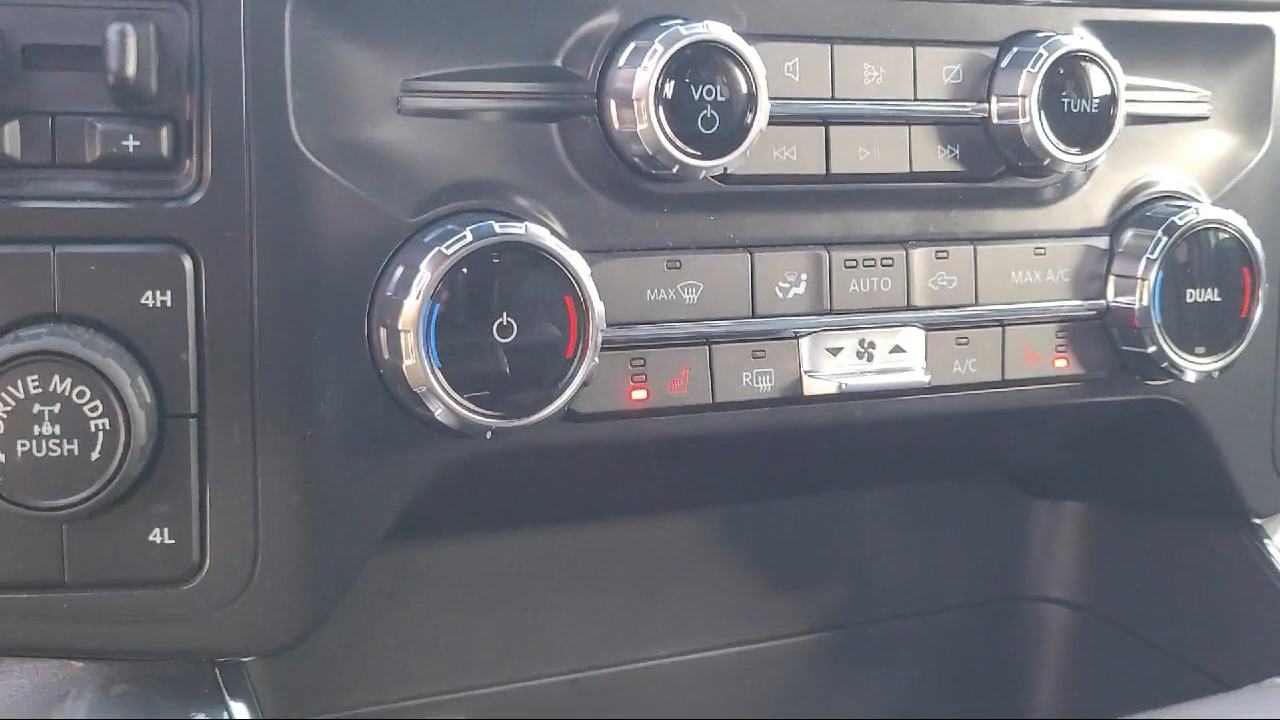 VOL
TUNE
+
4H
MAX
AUTO
MAX A/C
DUAL
R
A/C
DRIVE MODE
PUSH
4L